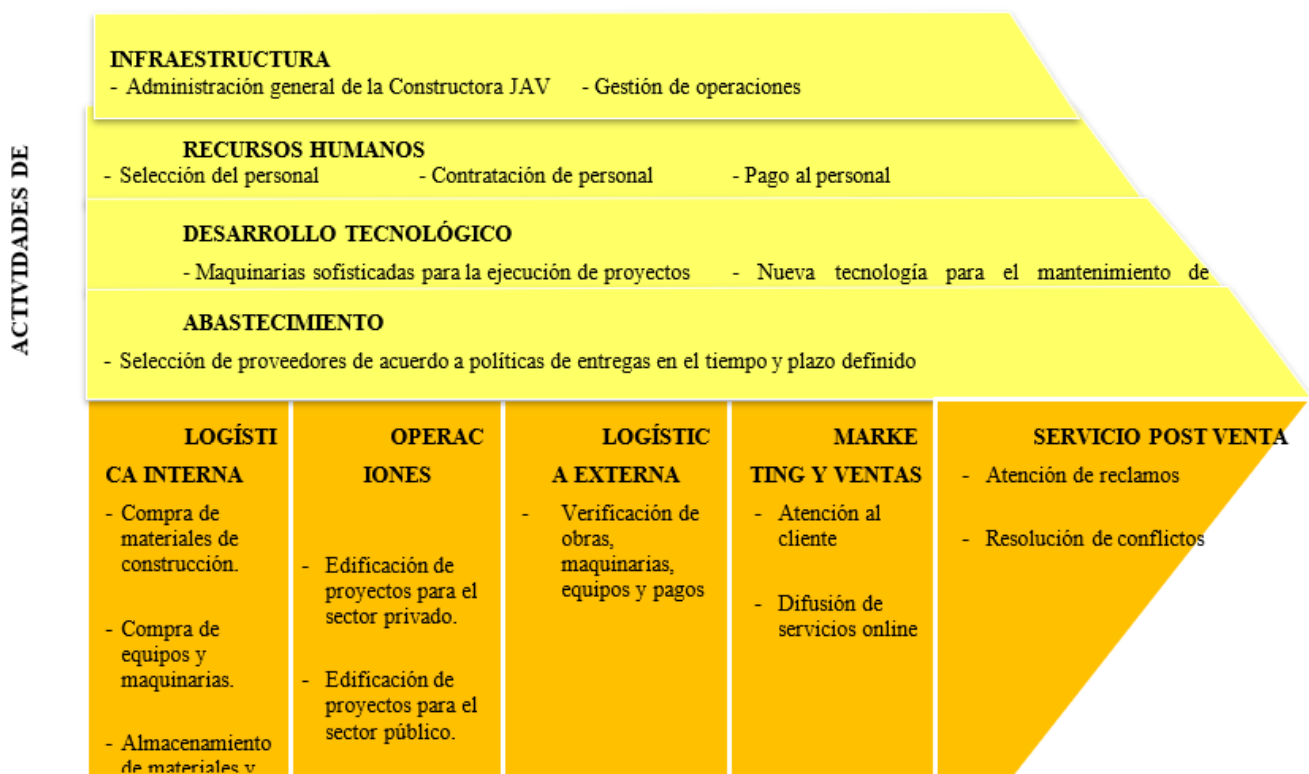 ACTIVIDADES DE
INFRAESTRUCTURA
- Administración general de la Constructora JAV - Gestión de operaciones
RECURSOS HUMANOS
- Selección del personal - Contratación de personal - Pago al personal
DESARROLLO TECNOLÓGICO
- Maquinarias sofisticadas para la ejecución de proyectos - Nueva tecnología para el mantenimiento de
ABASTECIMIENTO
- Selección de proveedores de acuerdo a políticas de entregas en el tiempo y plazo definido
LOGÍSTI
CA INTERNA
- Compra de
materiales de
construcción.
- Compra de
equipos y
maquinarias.
- Almacenamiento
de materiales y
OPERAC
IONES
- Edificación de
proyectos para el
sector privado.
- Edificación de
proyectos para el
sector público.
LOGÍSTIC
A EXTERNA
- Verificación de
obras,
maquinarias,
equipos y pagos
MARKE
TING Y VENTAS
- Atención al
cliente
- Difusión de
servicios online
SERVICIO POST VENTA
- Atención de reclamos
- Resolución de conflictos